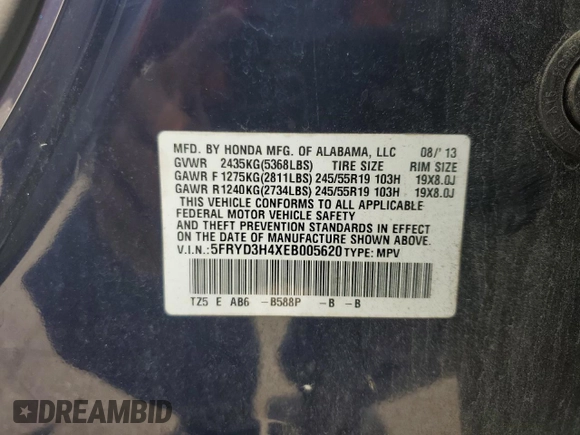 MFD. BY HONDA MFG. OF ALABAMA, LLC 08/'13
GVWR 2435KG(5368LBS) TIRE SIZE RIM SIZE
GAWR F 1275KG(2811LBS) 245/55R19 103H 19X8.0J
GAWR R1240KG(2734LBS) 245/55R19 103H 19X8.0J
THIS VEHICLE CONFORMS TO ALL APPLICABLE
FEDERAL MOTOR VEHICLE SAFETY
AND THEFT PREVENTION STANDARDS IN EFFECT
ON THE DATE OF MANUFACTURE SHOWN ABOVE.
V.I.N.:5FRYD3H4XEB005620TYPE: MPV
TZ5 E AB6 -B588P -B -B
DREAMBID